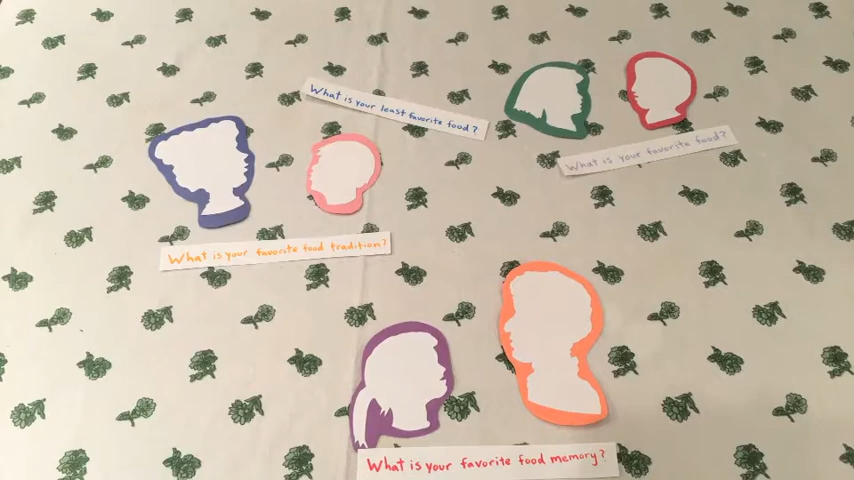 What is your least favorite food?
What is your favorite food?
What is your favorite food tradition?
What is your favorite food memory?